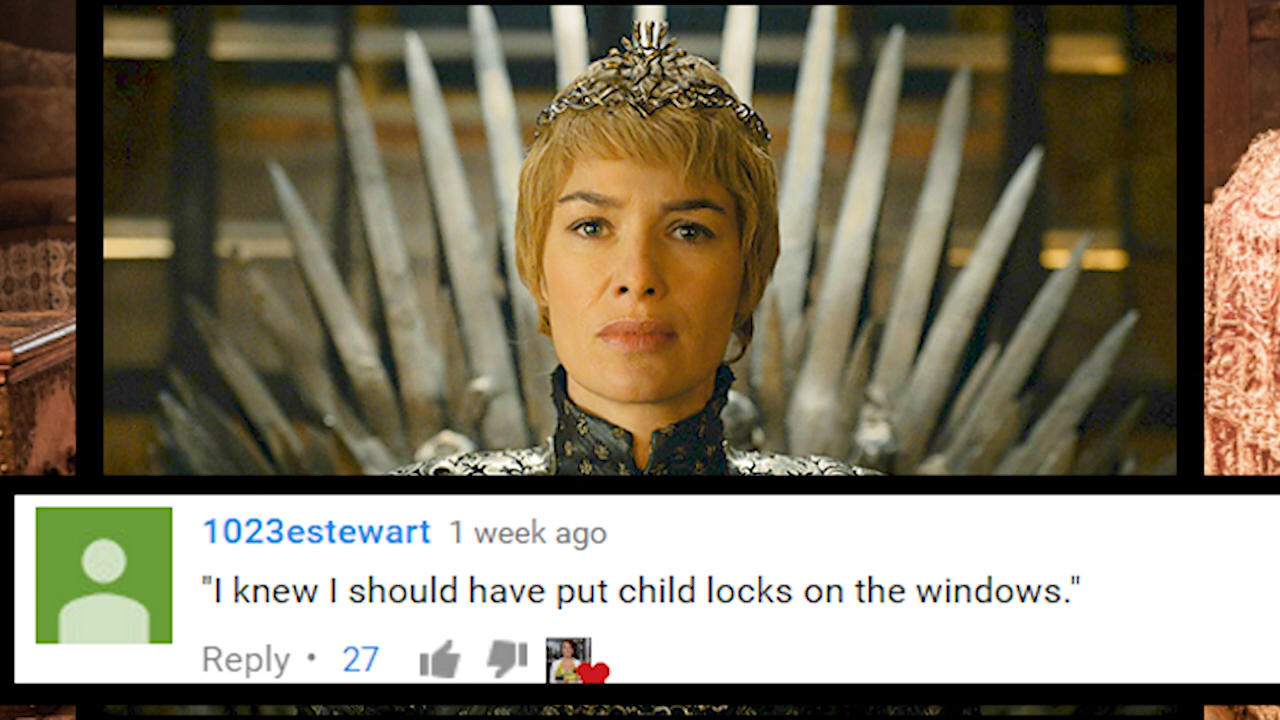 1023estewart 1 week ago
"I knew I should have put child locks on the windows."
Reply • 27